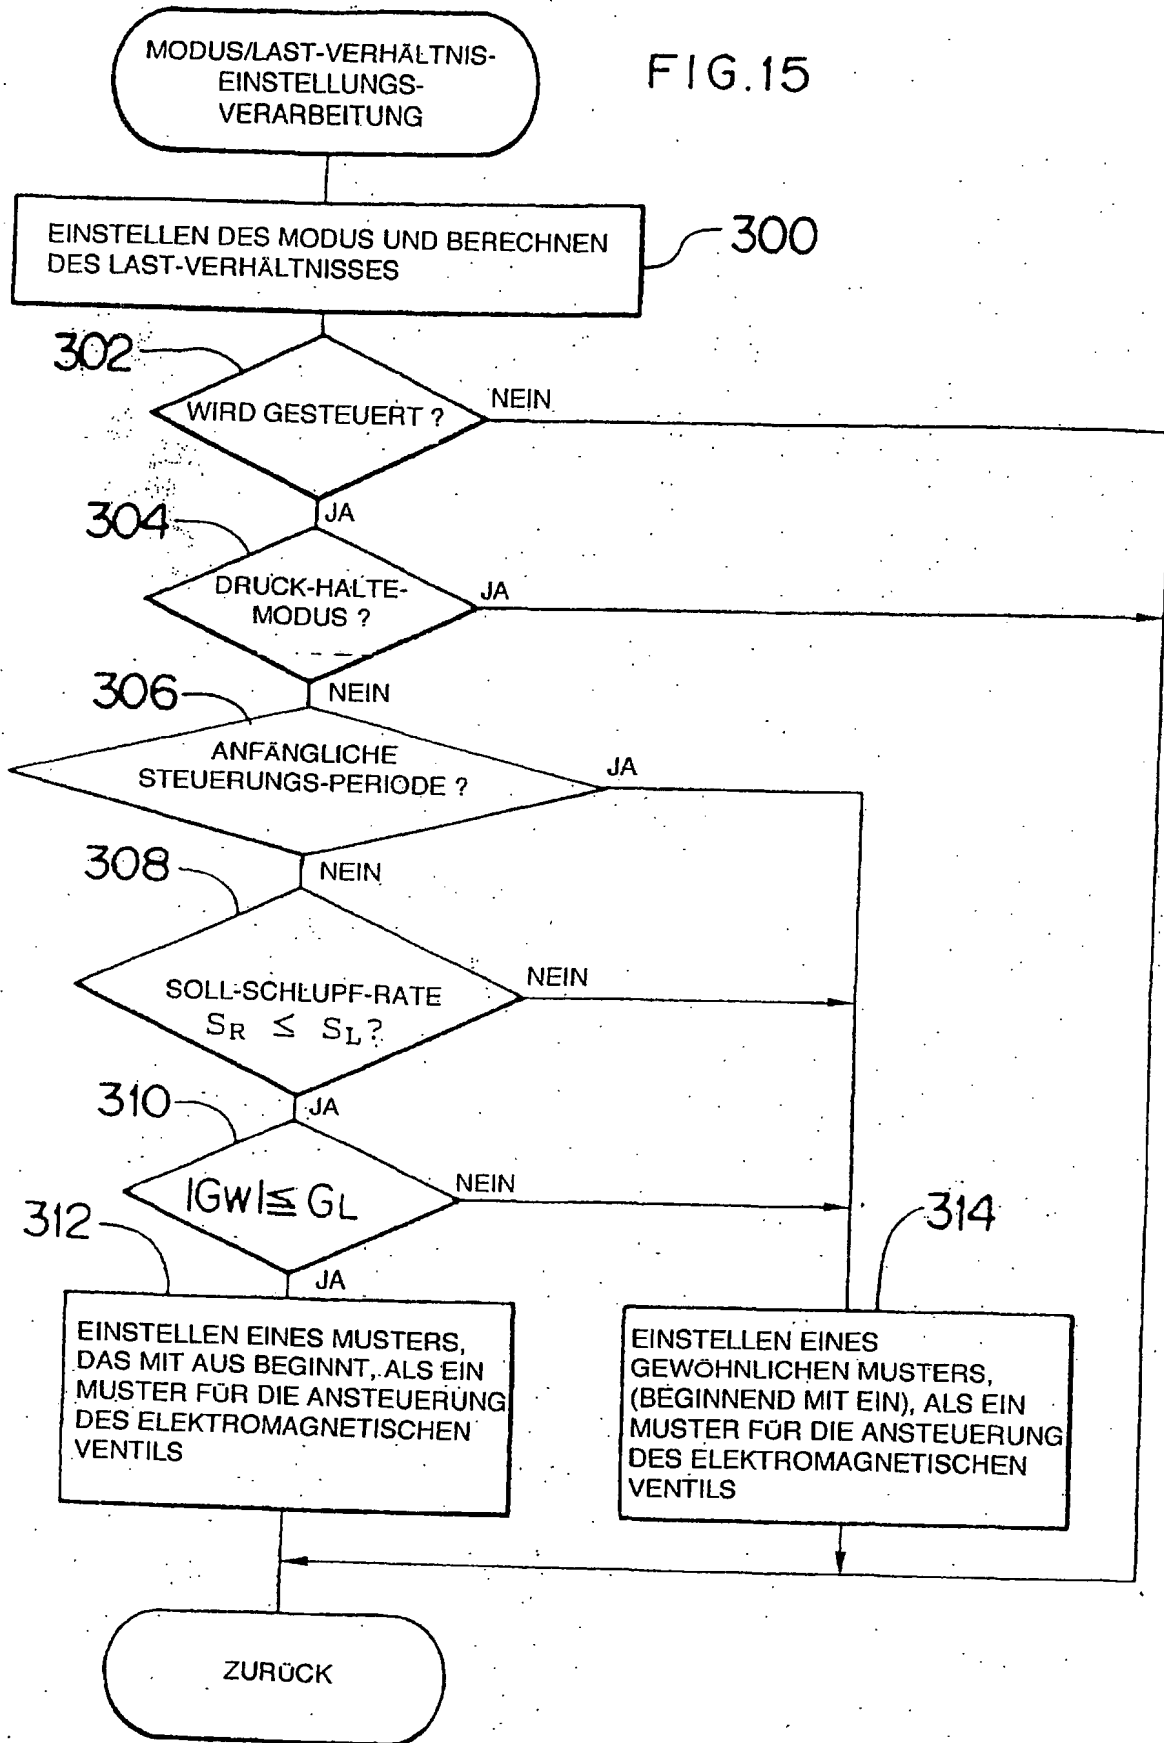 MODUS/LAST-VERHÄLTNIS-
EINSTELLUNGS-
VERARBEITUNG
FIG.15
EINSTELLEN DES MODUS UND BERECHNEN
DES LAST-VERHÄLTNISSES
300
302
WIRD GESTEUERT ?
NEIN
JA
304
DRUCK-HALTE-
MODUS ?
JA
NEIN
306
ANFÄNGLICHE
STEUERUNGS-PERIODE ?
JA
NEIN
308
SOLL-SCHLUPF-RATE
SR ≤ SL?
NEIN
JA
310
|GW|≦ GL
NEIN
JA
312
EINSTELLEN EINES MUSTERS,
DAS MIT AUS BEGINNT, ALS EIN
MUSTER FÜR DIE ANSTEUERUNG
DES ELEKTROMAGNETISCHEN
VENTILS
314
EINSTELLEN EINES
GEWÖHNLICHEN MUSTERS,
(BEGINNEND MIT EIN), ALS EIN
MUSTER FÜR DIE ANSTEUERUNG
DES ELEKTROMAGNETISCHEN
VENTILS
ZURÜCK